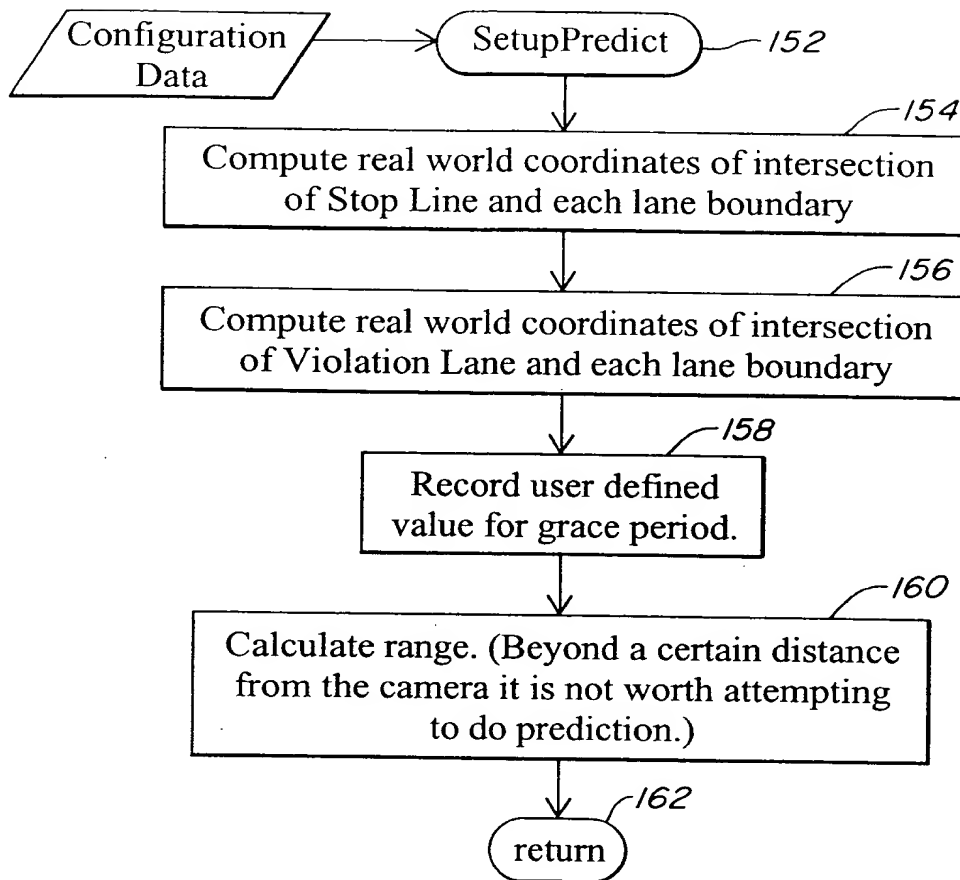 Configuration
Data
SetupPredict
152
154
Compute real world coordinates of intersection
of Stop Line and each lane boundary
156
Compute real world coordinates of intersection
of Violation Lane and each lane boundary
158
Record user defined
value for grace period.
160
Calculate range. (Beyond a certain distance
from the camera it is not worth attempting
to do prediction.)
162
return